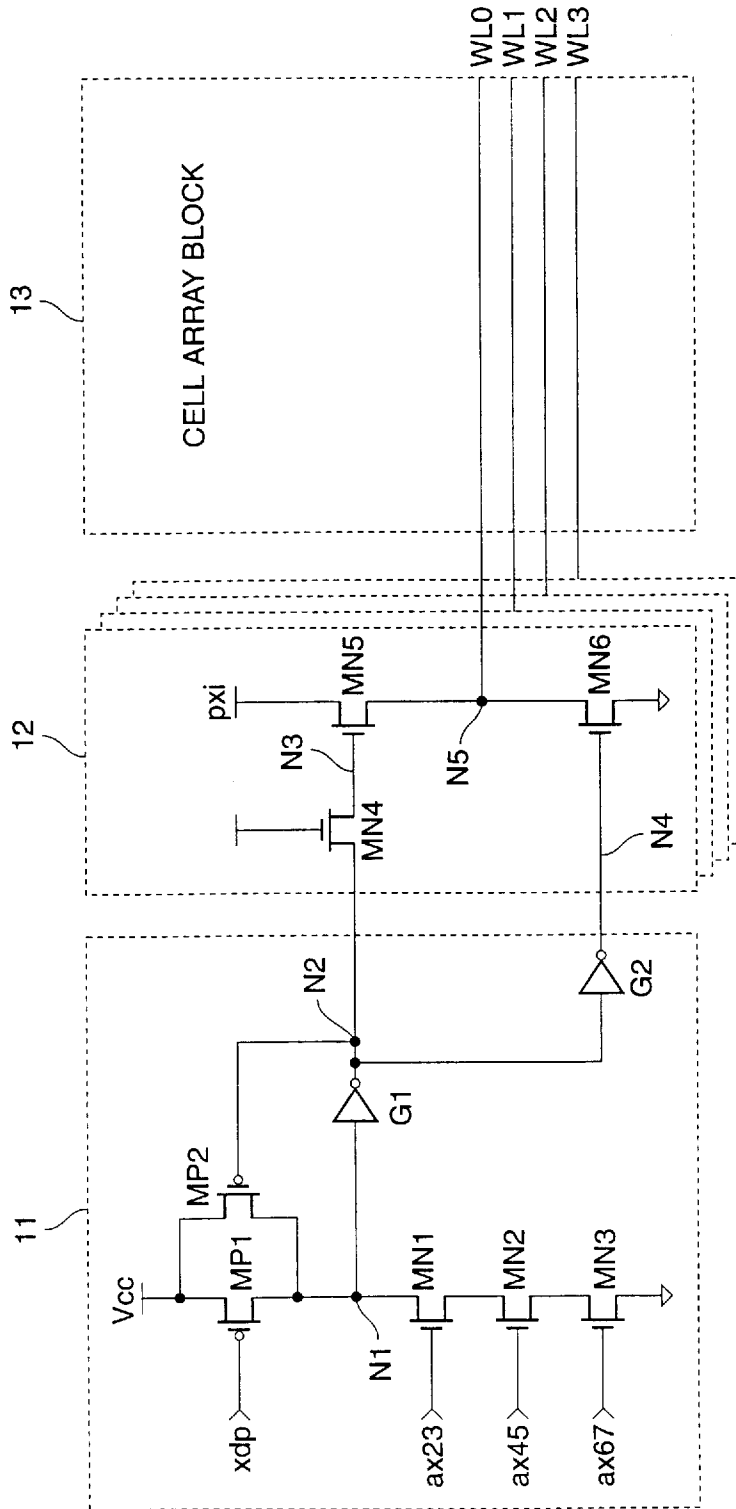 11
Vcc
MP2
MP1
xdp
N1
N2
G1
G2
MN1
MN2
MN3
ax23
ax45
ax67
12
pxi
N3
MN4
MN5
N5
MN6
N4
13
CELL ARRAY BLOCK
WL0
WL1
WL2
WL3